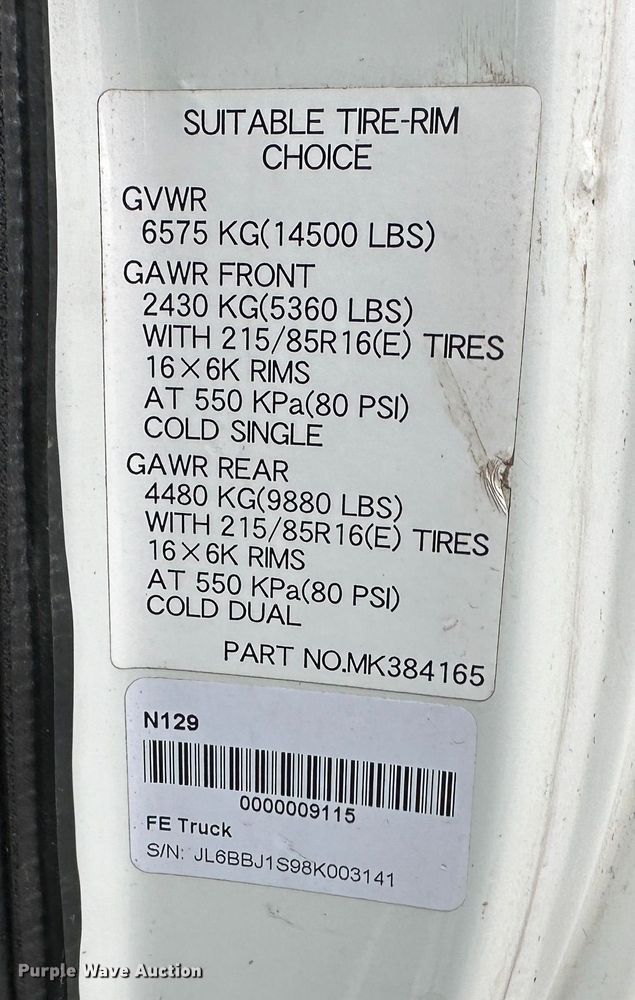 SUITABLE TIRE-RIM
CHOICE
GVWR
6575 KG(14500 LBS)
GAWR FRONT
2430 KG(5360 LBS)
WITH 215/85R16(E) TIRES
16×6K RIMS
AT 550 KPa(80 PSI)
COLD SINGLE
GAWR REAR
4480 KG(9880 LBS)
WITH 215/85R16(E) TIRES
16×6K RIMS
AT 550 KPa(80 PSI)
COLD DUAL
PART NO.MK384165
N129
0000009115
FE Truck
S/N: JL6BBJ1S98K003141
Purple Wave Auction